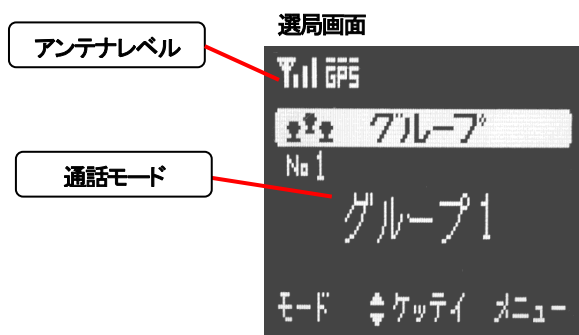 選局画面
アンテナレベル
GPS
グループ
通話モード
No1
グループ1
モード ケッテイ メニュー